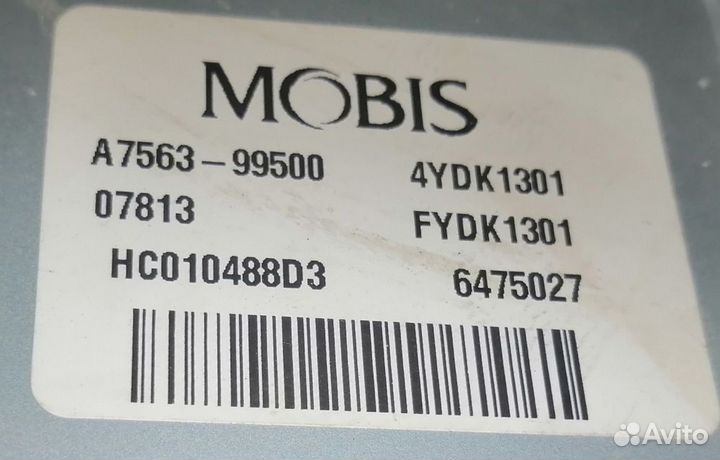 MOBIS
A7563-99500 4YDK1301
07813 FYDK1301
HC010488D3 6475027
Avito